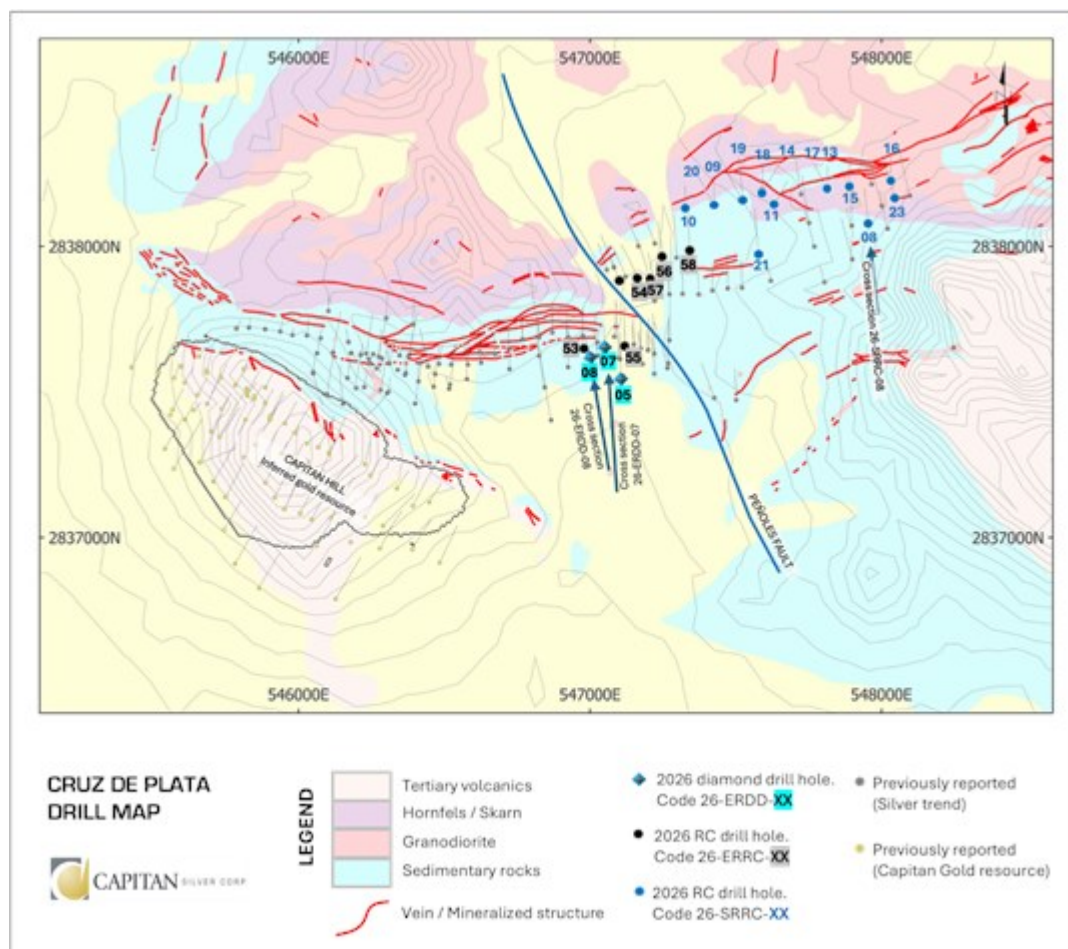 546000E
547000E
548000E
19
18
14
17
13
16
20
09
10
11
15
23
08
21
2838000N
2838000N
56
58
54
57
53
55
07
08
05
Cross section 26-SRRC-08
Cross section
26-ERDD-08
Cross section
26-ERDD-07
CAPITAN HILL
Inferred gold resource
PEÑOLES FAULT
2837000N
2837000N
546000E
547000E
548000E
CRUZ DE PLATA
DRILL MAP
CAPITAN SILVER CORP
LEGEND
Tertiary volcanics
Hornfels / Skarn
Granodiorite
Sedimentary rocks
Vein / Mineralized structure
2026 diamond drill hole.
Code 26-ERDD-XX
2026 RC drill hole.
Code 26-ERRC-XX
2026 RC drill hole.
Code 26-SRRC-XX
Previously reported
(Silver trend)
Previously reported
(Capitan Gold resource)